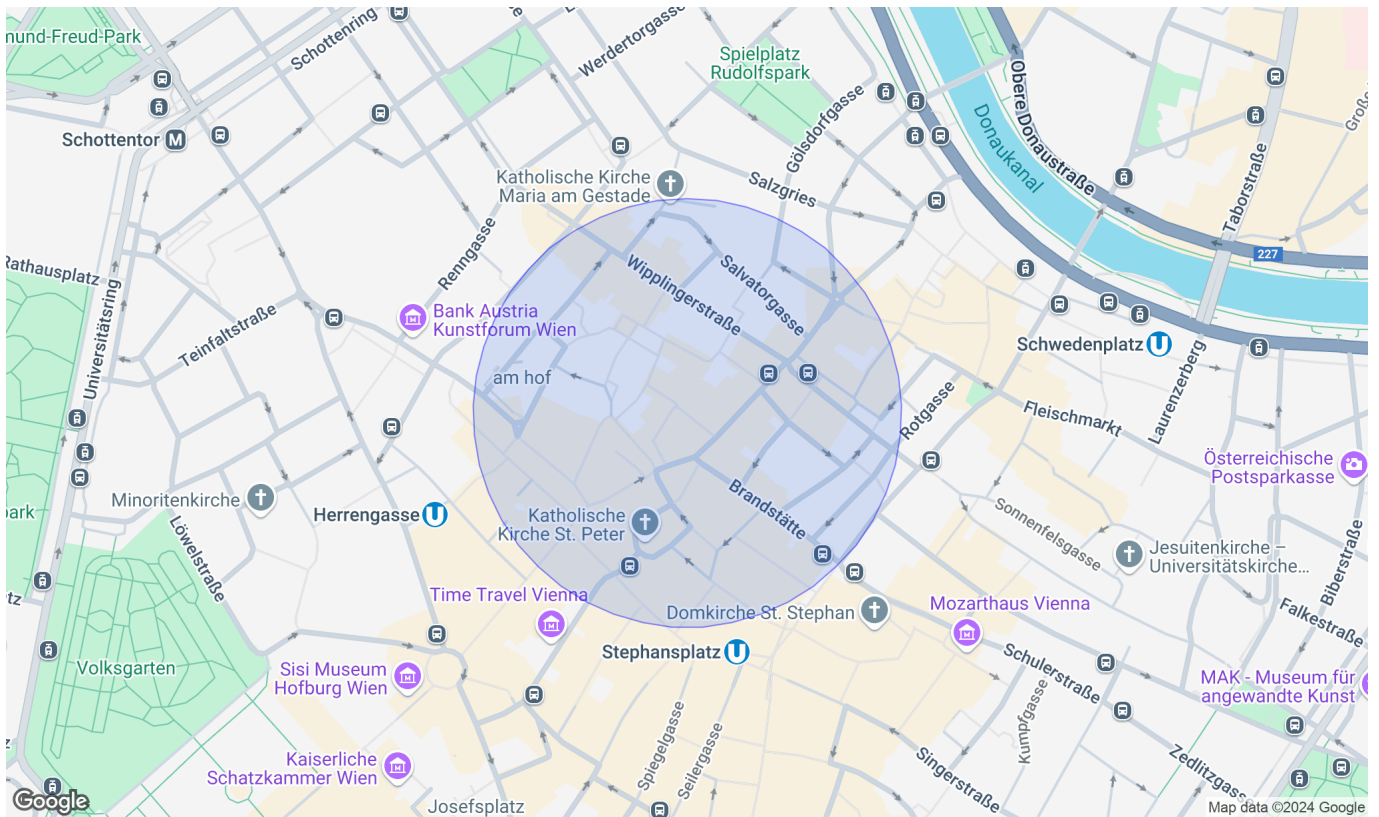 mund-Freud-Park
Schottenring
Werdertorgasse
Spielplatz
Rudolfspark
Gölsdorfgasse
Obere Donaustraße
Donaukanal
Taborstraße
Große
Schottentor
M
Katholische Kirche
Maria am Gestade
Salzgries
227
Rathausplatz
Universitätsring
Renngasse
Wipplingerstraße
Salvatorgasse
Teinfaltstraße
Bank Austria
Kunstforum Wien
Schwedenplatz
U
Laurenzerberg
am hof
Rotgasse
Fleischmarkt
Österreichische
Postsparkasse
Minoritenkirche
park
Herrengasse
U
Löwelstraße
Katholische
Kirche St. Peter
Brandstätte
Sonnenfelsgasse
Jesuitenkirche –
Universitätskirche...
Biberstraße
Falkestraße
tz
Time Travel Vienna
Domkirche St. Stephan
Mozarthaus Vienna
Stephansplatz
U
Volksgarten
Sisi Museum
Hofburg Wien
Schulerstraße
MAK - Museum für
angewandte Kunst
Kumpfgasse
Spiegelgasse
Seilergasse
Singerstraße
Zedlitzgasse
z
Kaiserliche
Schatzkammer Wien
Josefsplatz
Google
Map data ©2024 Google